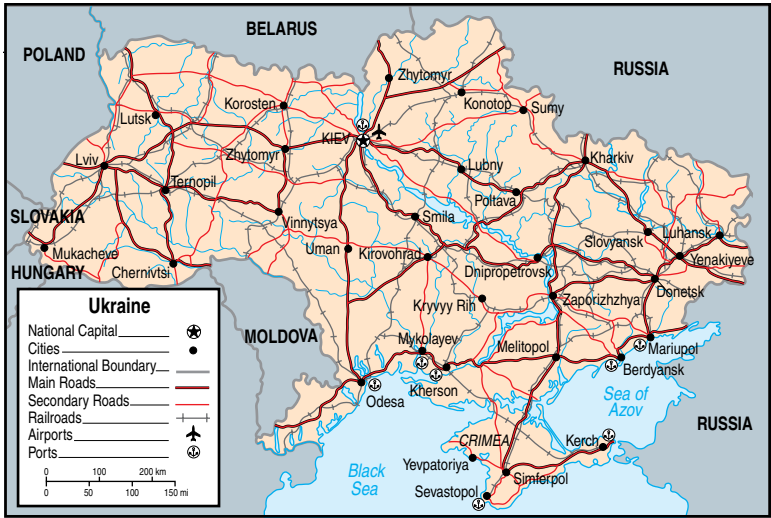 BELARUS
POLAND
RUSSIA
Zhytomyr
Konotop
Sumy
Korosten
Lutsk
KIEV
Zhytomyr
Lubny
Kharkiv
Lviv
Ternopil
Poltava
SLOVAKIA
Vinnytsya
Smila
Slovyansk
Luhansk
Mukacheve
Uman
Kirovohrad
Yenakiyeve
HUNGARY
Chernivtsi
Dnipropetrovsk
Donetsk
Kryvyy Rih
Zaporizhzhya
MOLDOVA
Mykolayev
Melitopol
Mariupol
Berdyansk
Kherson
Odesa
Sea of
Azov
RUSSIA
CRIMEA
Kerch
Yevpatoriya
Black
Sea
Simferpol
Sevastopol
Ukraine
National Capital
Cities
International Boundary
Main Roads
Secondary Roads
Railroads
Airports
Ports
0 100 200 km
0 50 100 150 mi